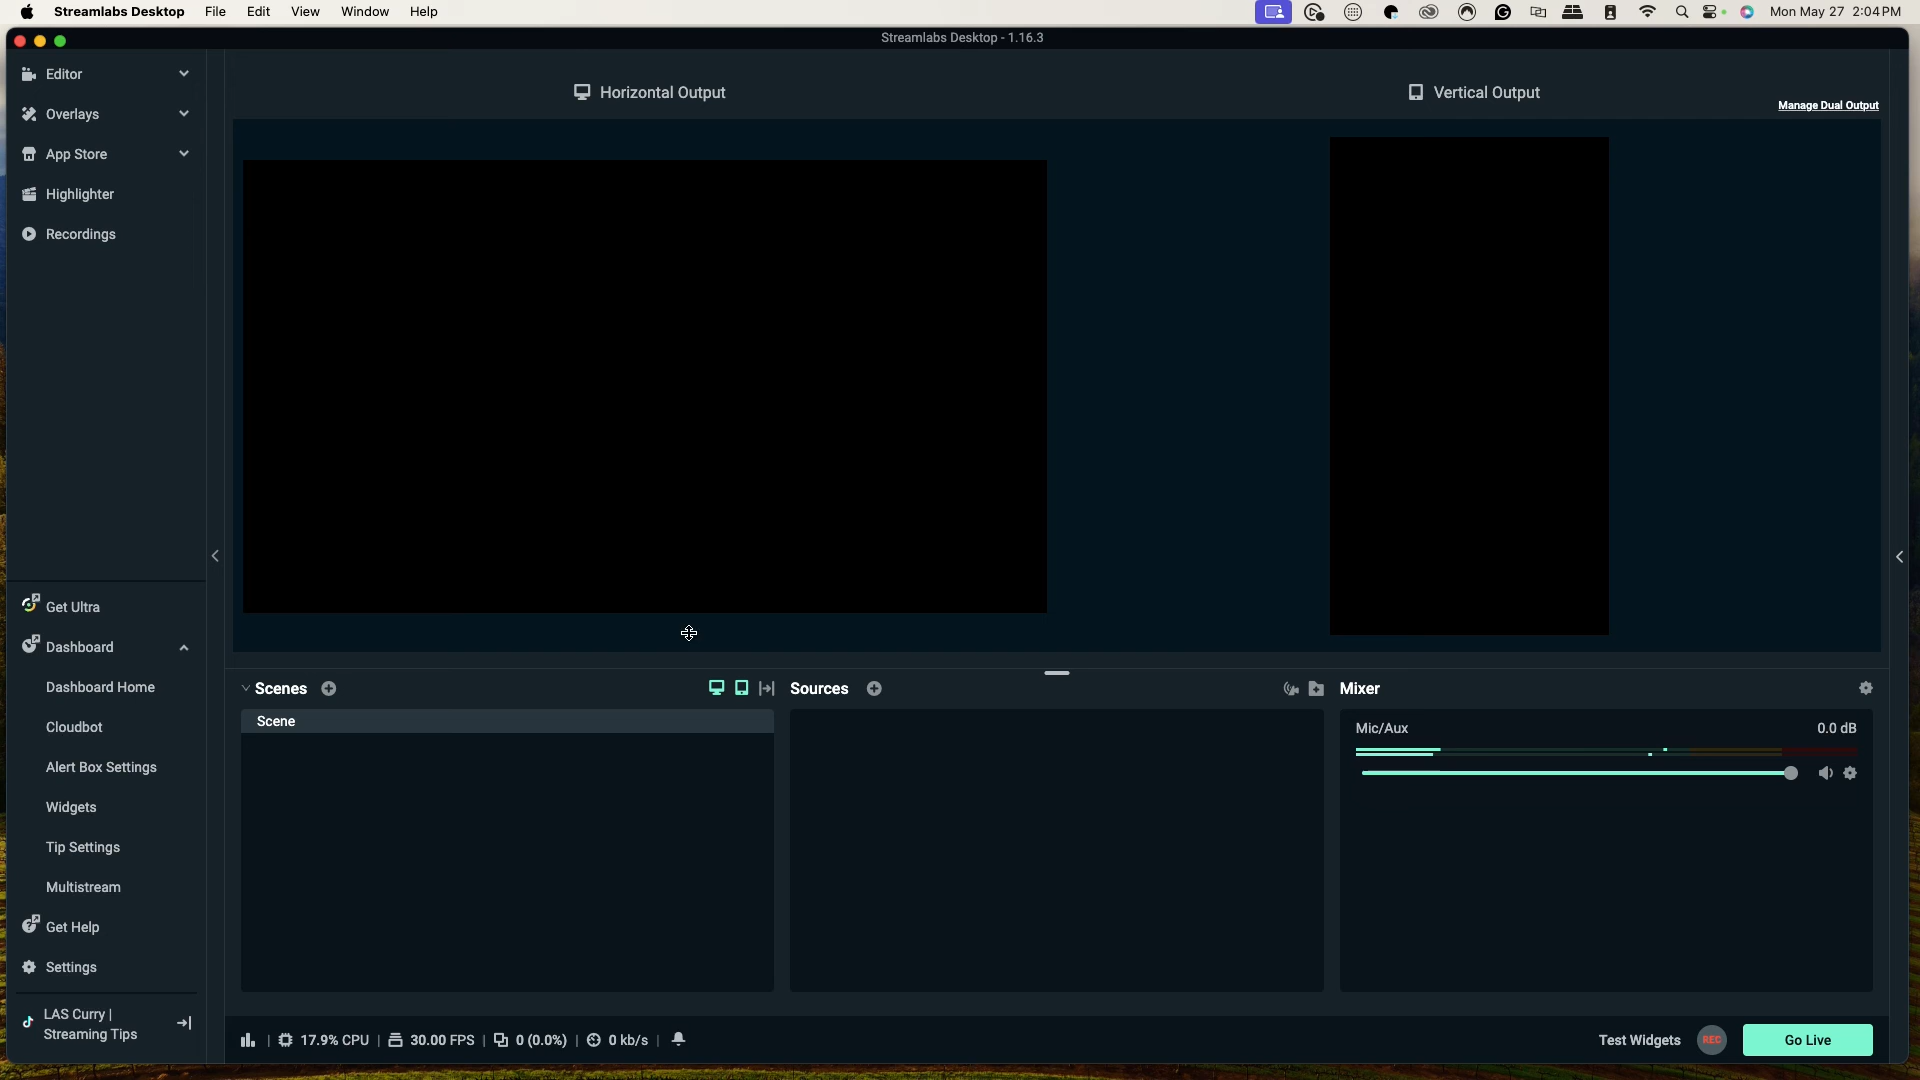 Streamlabs Desktop File Edit View Window Help Mon May 27 2:04 PM
Streamlabs Desktop - 1.16.3
Editor
Overlays
App Store
Highlighter
Recordings
Horizontal Output
Vertical Output
Manage Dual Output
Get Ultra
Dashboard
Dashboard Home
Cloudbot
Alert Box Settings
Widgets
Tip Settings
Multistream
Get Help
Settings
LAS Curry |
Streaming Tips
Scenes
Scene
Sources
Mixer
Mic/Aux 0.0 dB
17.9% CPU | 30.00 FPS | 0 (0.0%) | 0 kb/s |
Test Widgets
REC
Go Live